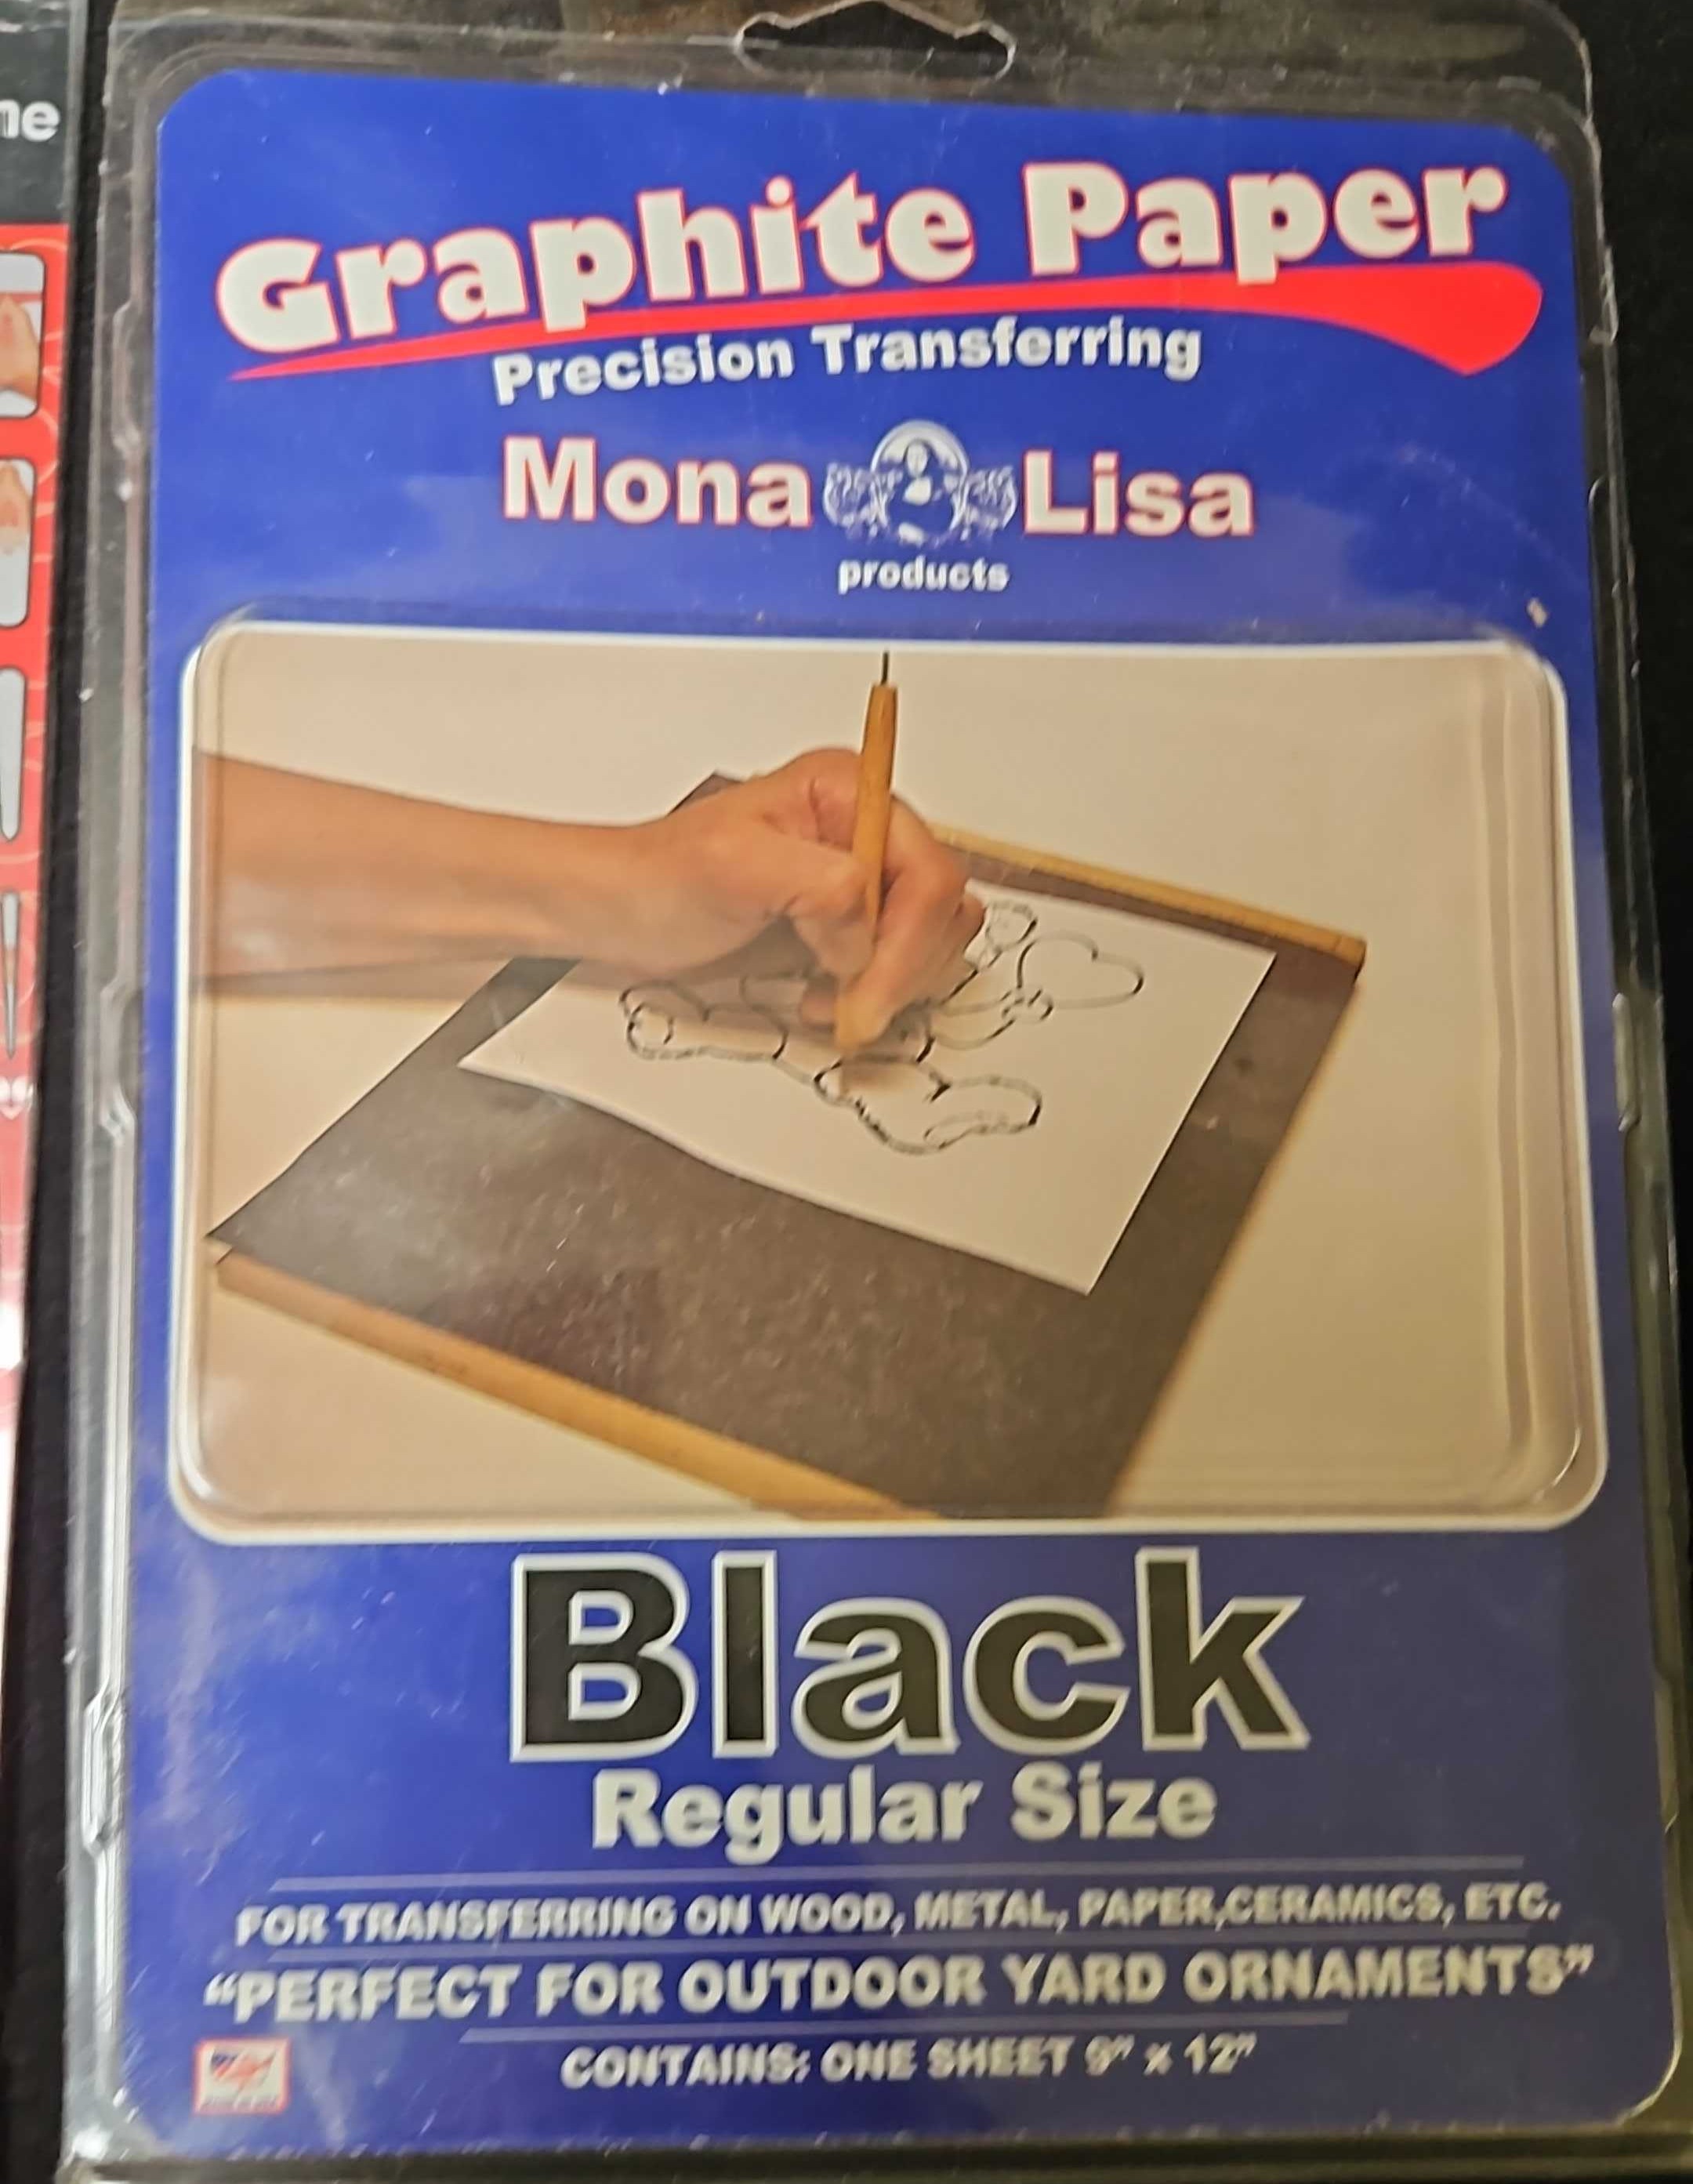 ne
Graphite Paper
Precision Transferring
Mona Lisa
products
Black
Regular Size
FOR TRANSFERRING ON WOOD, METAL, PAPER,CERAMICS, ETC.
“PERFECT FOR OUTDOOR YARD ORNAMENTS”
CONTAINS: ONE SHEET 9” x 12”